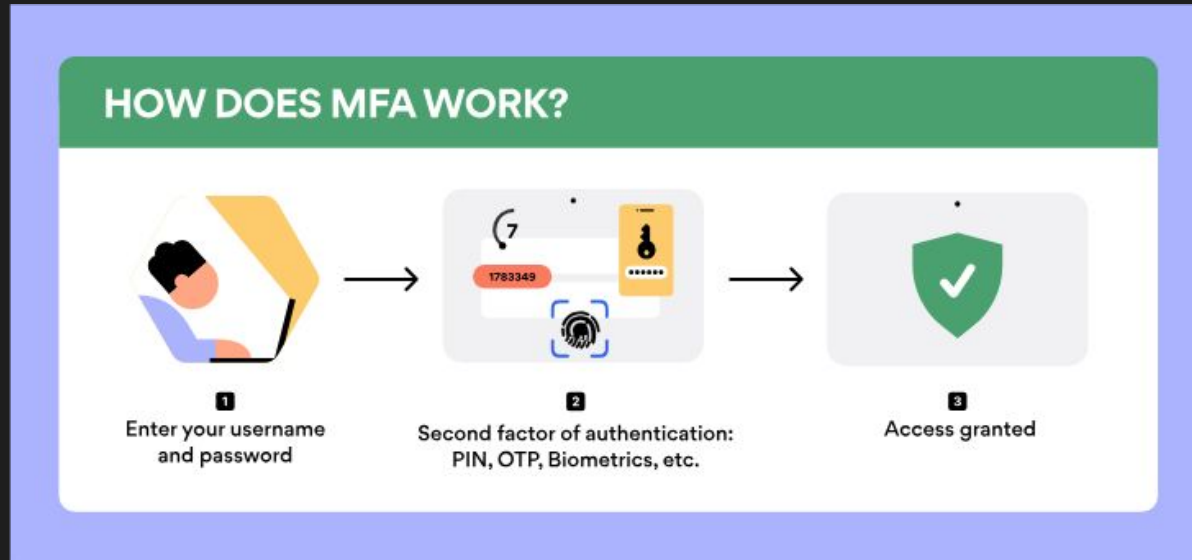 HOW DOES MFA WORK?
7
1783349
1
Enter your username
and password
2
Second factor of authentication:
PIN, OTP, Biometrics, etc.
3
Access granted